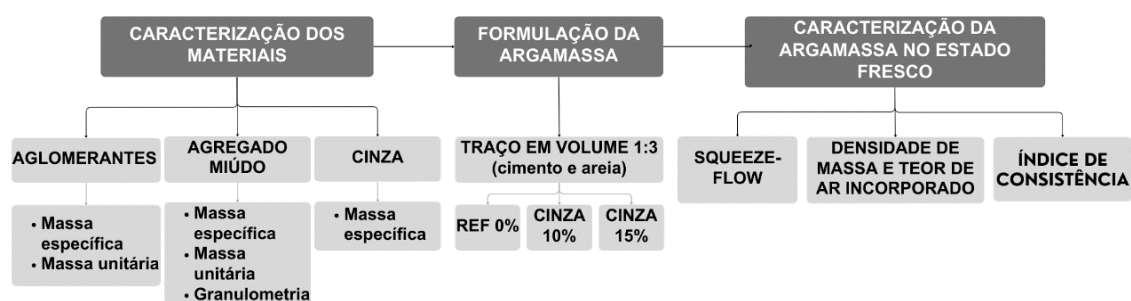 CARACTERIZAÇÃO DOS
MATERIAIS
FORMULAÇÃO DA
ARGAMASSA
CARACTERIZAÇÃO DA
ARGAMASSA NO ESTADO
FRESCO
AGLOMERANTES
AGREGADO
MIÚDO
CINZA
TRAÇO EM VOLUME 1:3
(cimento e areia)
SQUEEZE-
FLOW
DENSIDADE DE
MASSA E TEOR DE
AR INCORPORADO
ÍNDICE DE
CONSISTÊNCIA
• Massa
específica
• Massa unitária
• Massa
específica
• Massa
unitária
• Granulometria
• Massa
específica
REF 0%
CINZA
10%
CINZA
15%